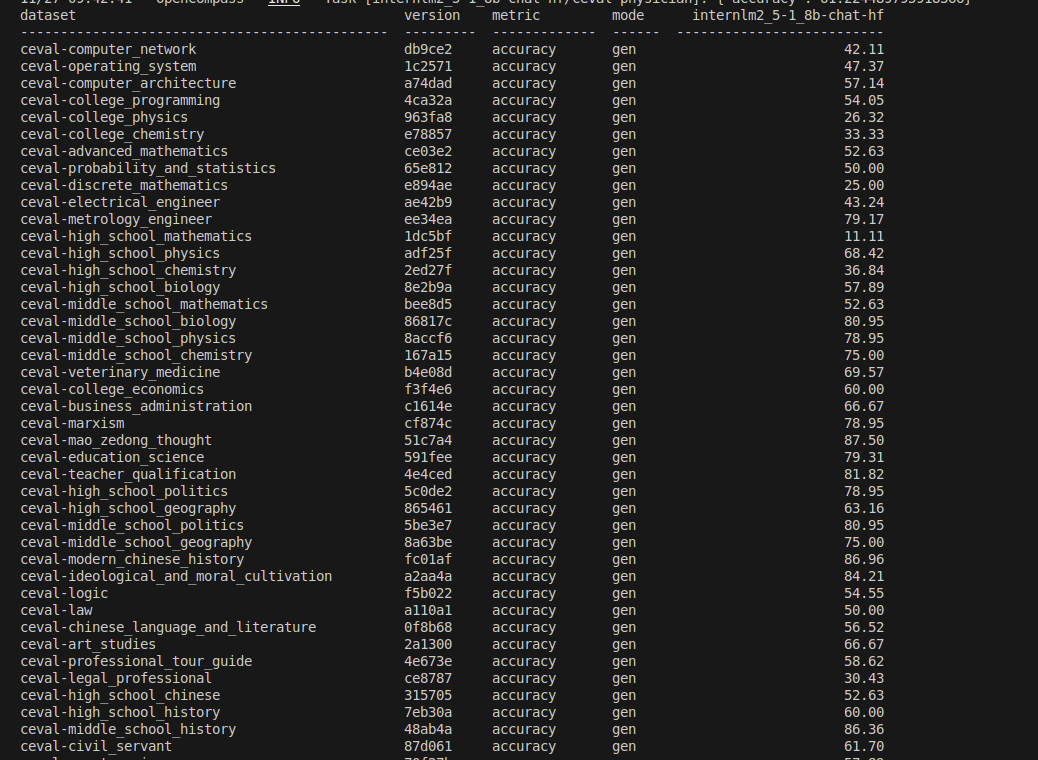 11/27 09:42:41 - OpenCompass - INFO - Task [internlm2_5-1_8b-chat-hf/ceval-physician]: {'accuracy': 61.224489795918366}
dataset version metric mode internlm2_5-1_8b-chat-hf
---------------------------------------------- --------- ------------- ------ --------------------------
ceval-computer_network db9ce2 accuracy gen 42.11
ceval-operating_system 1c2571 accuracy gen 47.37
ceval-computer_architecture a74dad accuracy gen 57.14
ceval-college_programming 4ca32a accuracy gen 54.05
ceval-college_physics 963fa8 accuracy gen 26.32
ceval-college_chemistry e78857 accuracy gen 33.33
ceval-advanced_mathematics ce03e2 accuracy gen 52.63
ceval-probability_and_statistics 65e812 accuracy gen 50.00
ceval-discrete_mathematics e894ae accuracy gen 25.00
ceval-electrical_engineer ae42b9 accuracy gen 43.24
ceval-metrology_engineer ee34ea accuracy gen 79.17
ceval-high_school_mathematics 1dc5bf accuracy gen 11.11
ceval-high_school_physics adf25f accuracy gen 68.42
ceval-high_school_chemistry 2ed27f accuracy gen 36.84
ceval-high_school_biology 8e2b9a accuracy gen 57.89
ceval-middle_school_mathematics bee8d5 accuracy gen 52.63
ceval-middle_school_biology 86817c accuracy gen 80.95
ceval-middle_school_physics 8accf6 accuracy gen 78.95
ceval-middle_school_chemistry 167a15 accuracy gen 75.00
ceval-veterinary_medicine b4e08d accuracy gen 69.57
ceval-college_economics f3f4e6 accuracy gen 60.00
ceval-business_administration c1614e accuracy gen 66.67
ceval-marxism cf874c accuracy gen 78.95
ceval-mao_zedong_thought 51c7a4 accuracy gen 87.50
ceval-education_science 591fee accuracy gen 79.31
ceval-teacher_qualification 4e4ced accuracy gen 81.82
ceval-high_school_politics 5c0de2 accuracy gen 78.95
ceval-high_school_geography 865461 accuracy gen 63.16
ceval-middle_school_politics 5be3e7 accuracy gen 80.95
ceval-middle_school_geography 8a63be accuracy gen 75.00
ceval-modern_chinese_history fc01af accuracy gen 86.96
ceval-ideological_and_moral_cultivation a2aa4a accuracy gen 84.21
ceval-logic f5b022 accuracy gen 54.55
ceval-law a110a1 accuracy gen 50.00
ceval-chinese_language_and_literature 0f8b68 accuracy gen 56.52
ceval-art_studies 2a1300 accuracy gen 66.67
ceval-professional_tour_guide 4e673e accuracy gen 58.62
ceval-legal_professional ce8787 accuracy gen 30.43
ceval-high_school_chinese 315705 accuracy gen 52.63
ceval-high_school_history 7eb30a accuracy gen 60.00
ceval-middle_school_history 48ab4a accuracy gen 86.36
ceval-civil_servant 87d061 accuracy gen 61.70